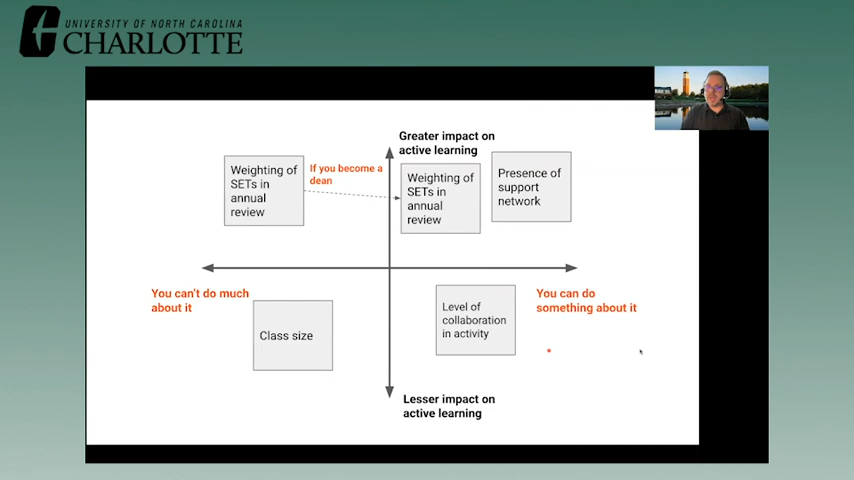 UNIVERSITY OF NORTH CAROLINA
CHARLOTTE
Greater impact on
active learning
Weighting of
SETs in
annual
review
If you become a
dean
Weighting of
SETs in
annual
review
Presence of
support
network
You can't do much
about it
You can do
something about it
Class size
Level of
collaboration
in activity
Lesser impact on
active learning